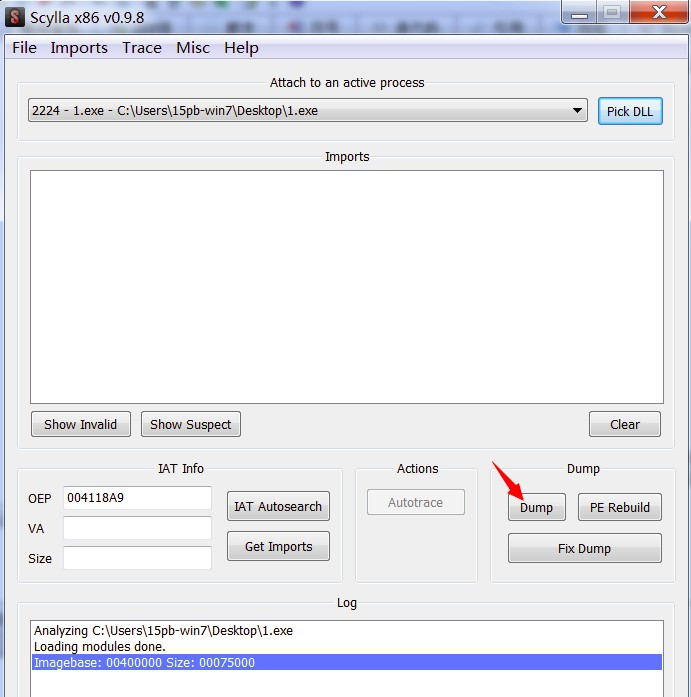 Scylla x86 v0.9.8
File Imports Trace Misc Help
Attach to an active process
2224 - 1.exe - C:\Users\15pb-win7\Desktop\1.exe
Pick DLL
Imports
Show Invalid Show Suspect Clear
IAT Info
OEP 004118A9
IAT Autosearch
VA
Size
Get Imports
Actions
Autotrace
Dump
Dump PE Rebuild
Fix Dump
Log
Analyzing C:\Users\15pb-win7\Desktop\1.exe
Loading modules done.
Imagebase: 00400000 Size: 00075000